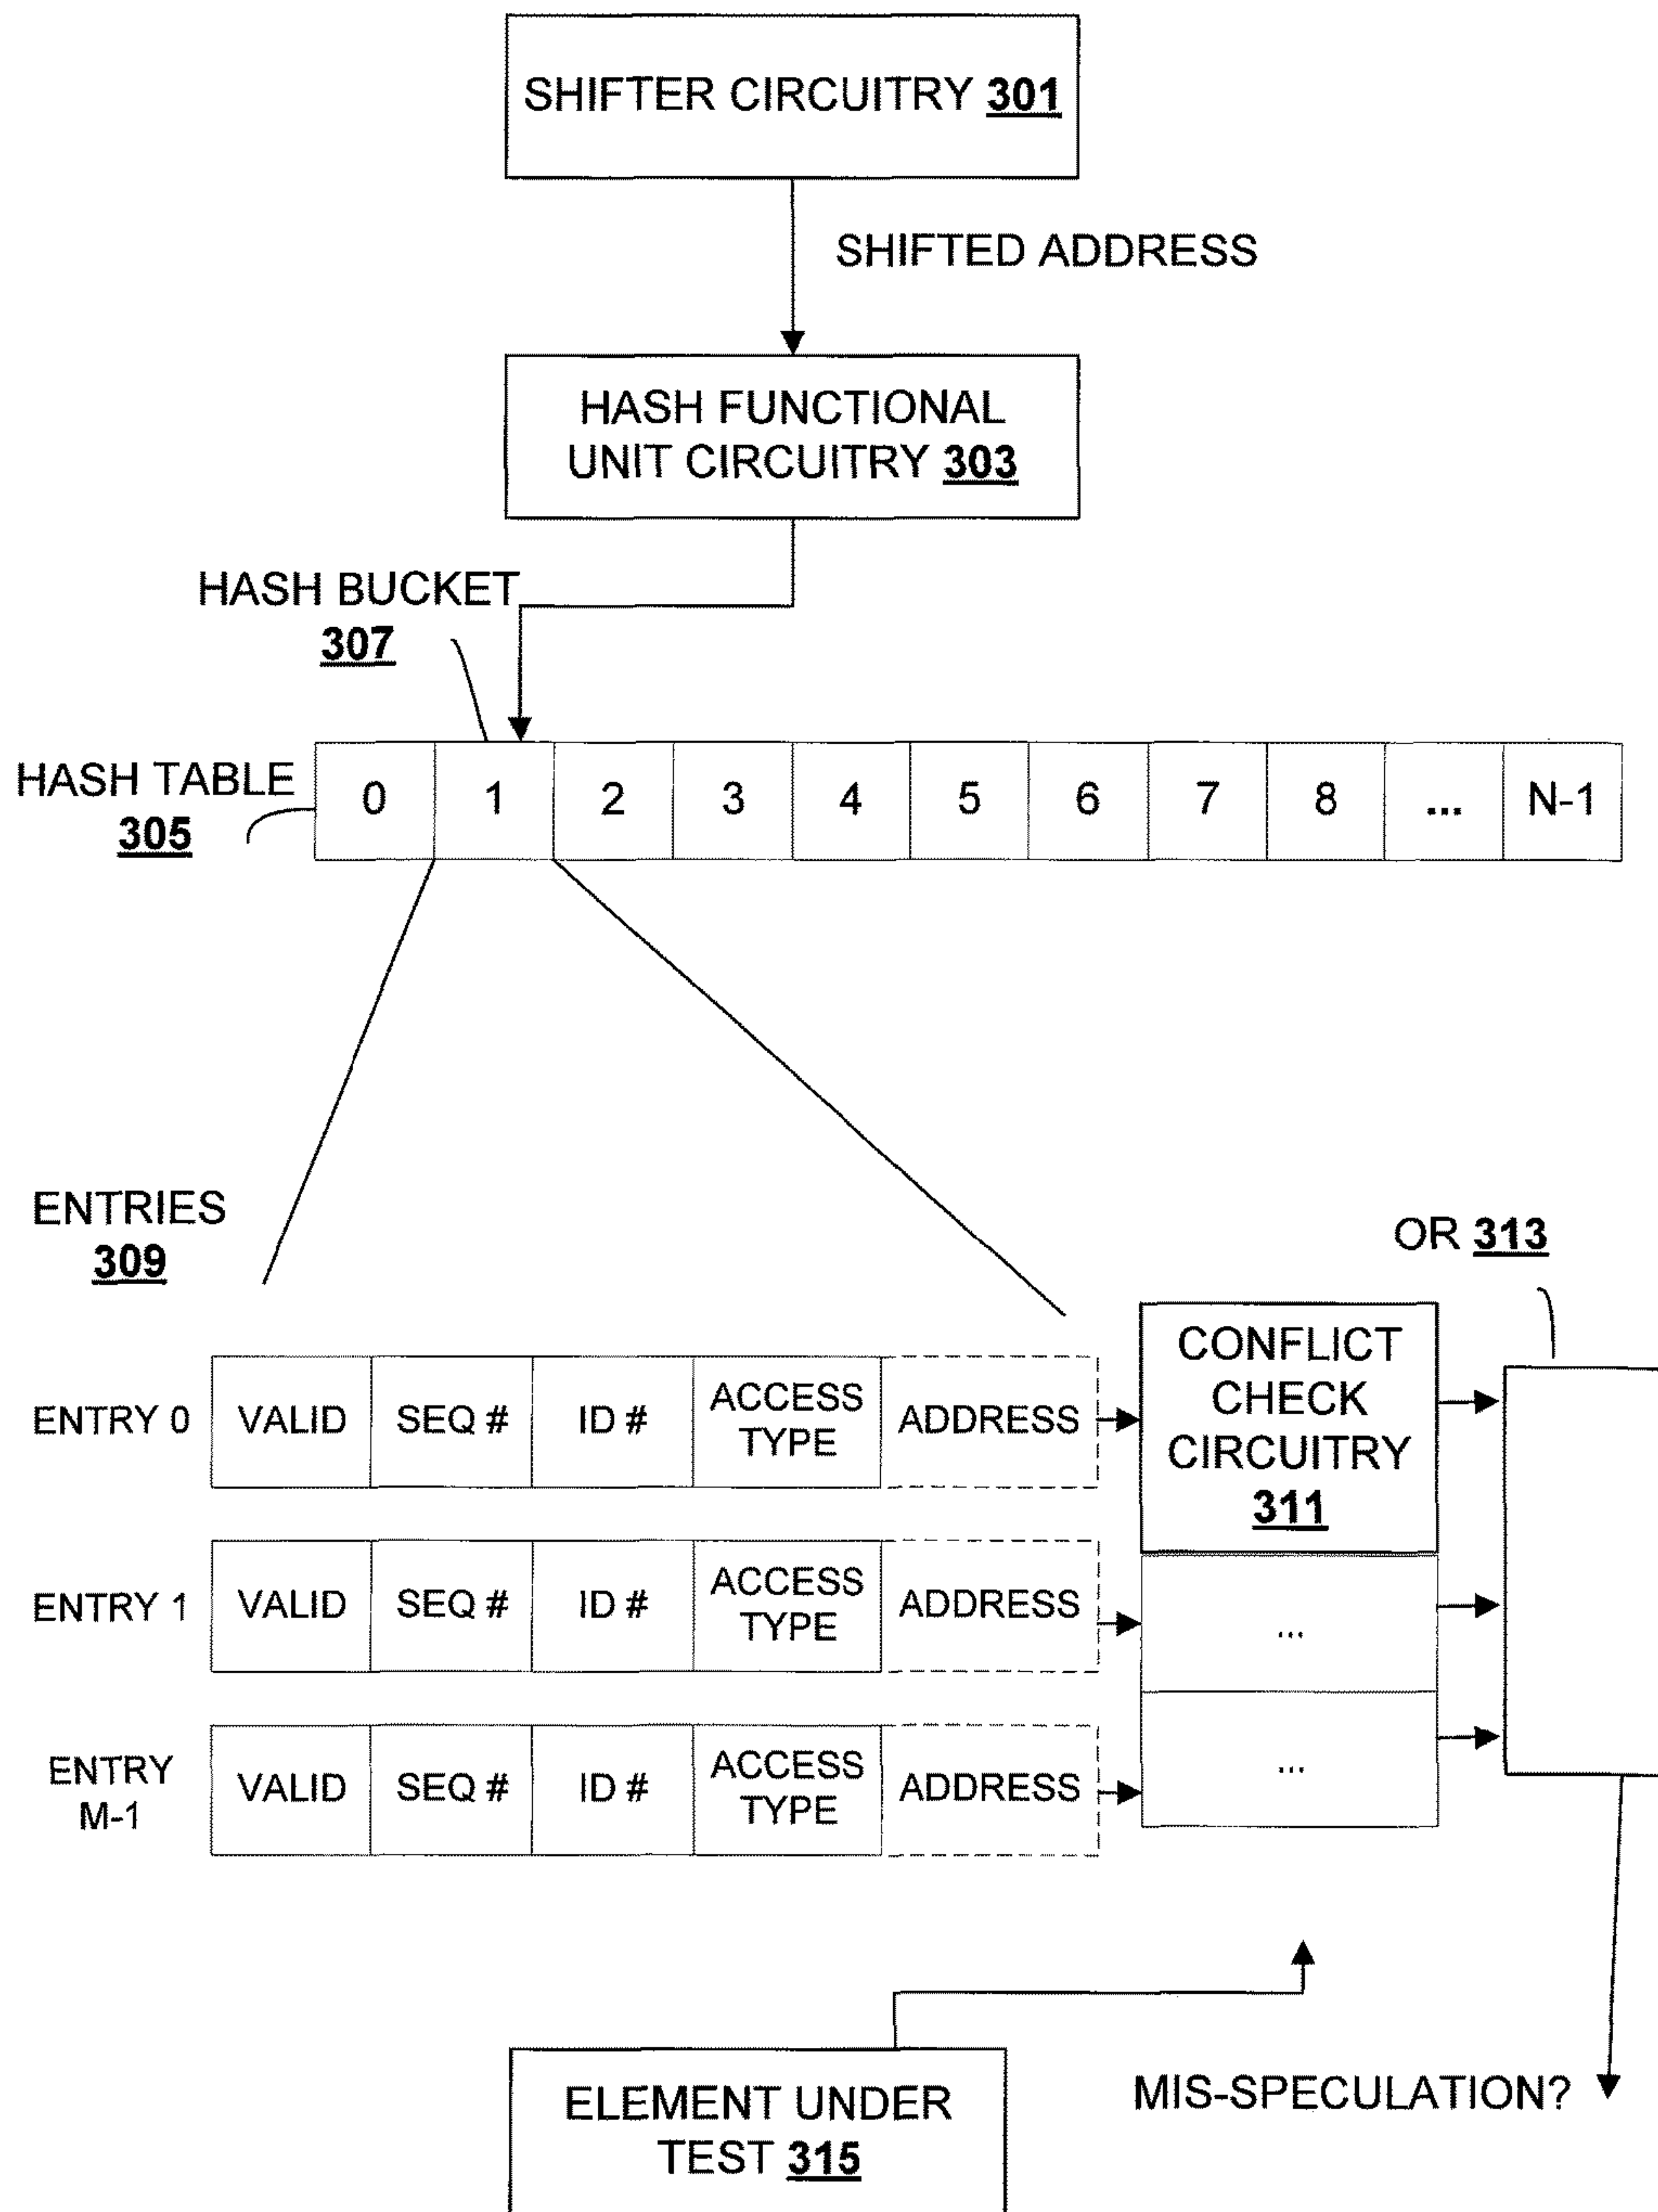 SHIFTER CIRCUITRY 301
SHIFTED ADDRESS
HASH FUNCTIONAL
UNIT CIRCUITRY 303
HASH BUCKET
307
HASH TABLE
305
0 1 2 3 4 5 6 7 8 ... N-1
ENTRIES
309
OR 313
CONFLICT
CHECK
CIRCUITRY
311
ENTRY 0 VALID SEQ # ID # ACCESS TYPE ADDRESS
ENTRY 1 VALID SEQ # ID # ACCESS TYPE ADDRESS
...
ENTRY M-1 VALID SEQ # ID # ACCESS TYPE ADDRESS
...
ELEMENT UNDER
TEST 315
MIS-SPECULATION?